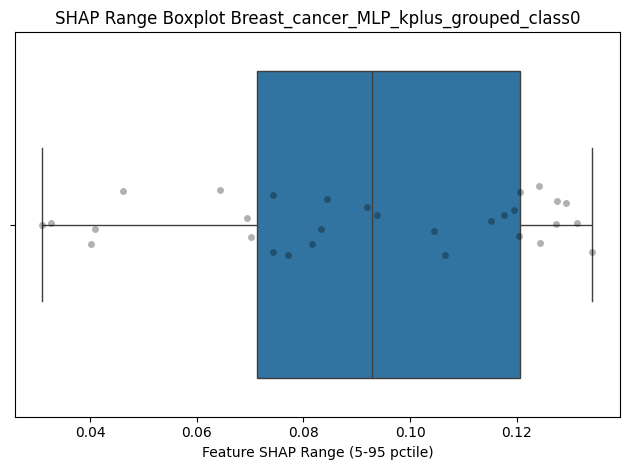 SHAP Range Boxplot Breast_cancer_MLP_kplus_grouped_class0
0.04 0.06 0.08 0.10 0.12
Feature SHAP Range (5-95 pctile)